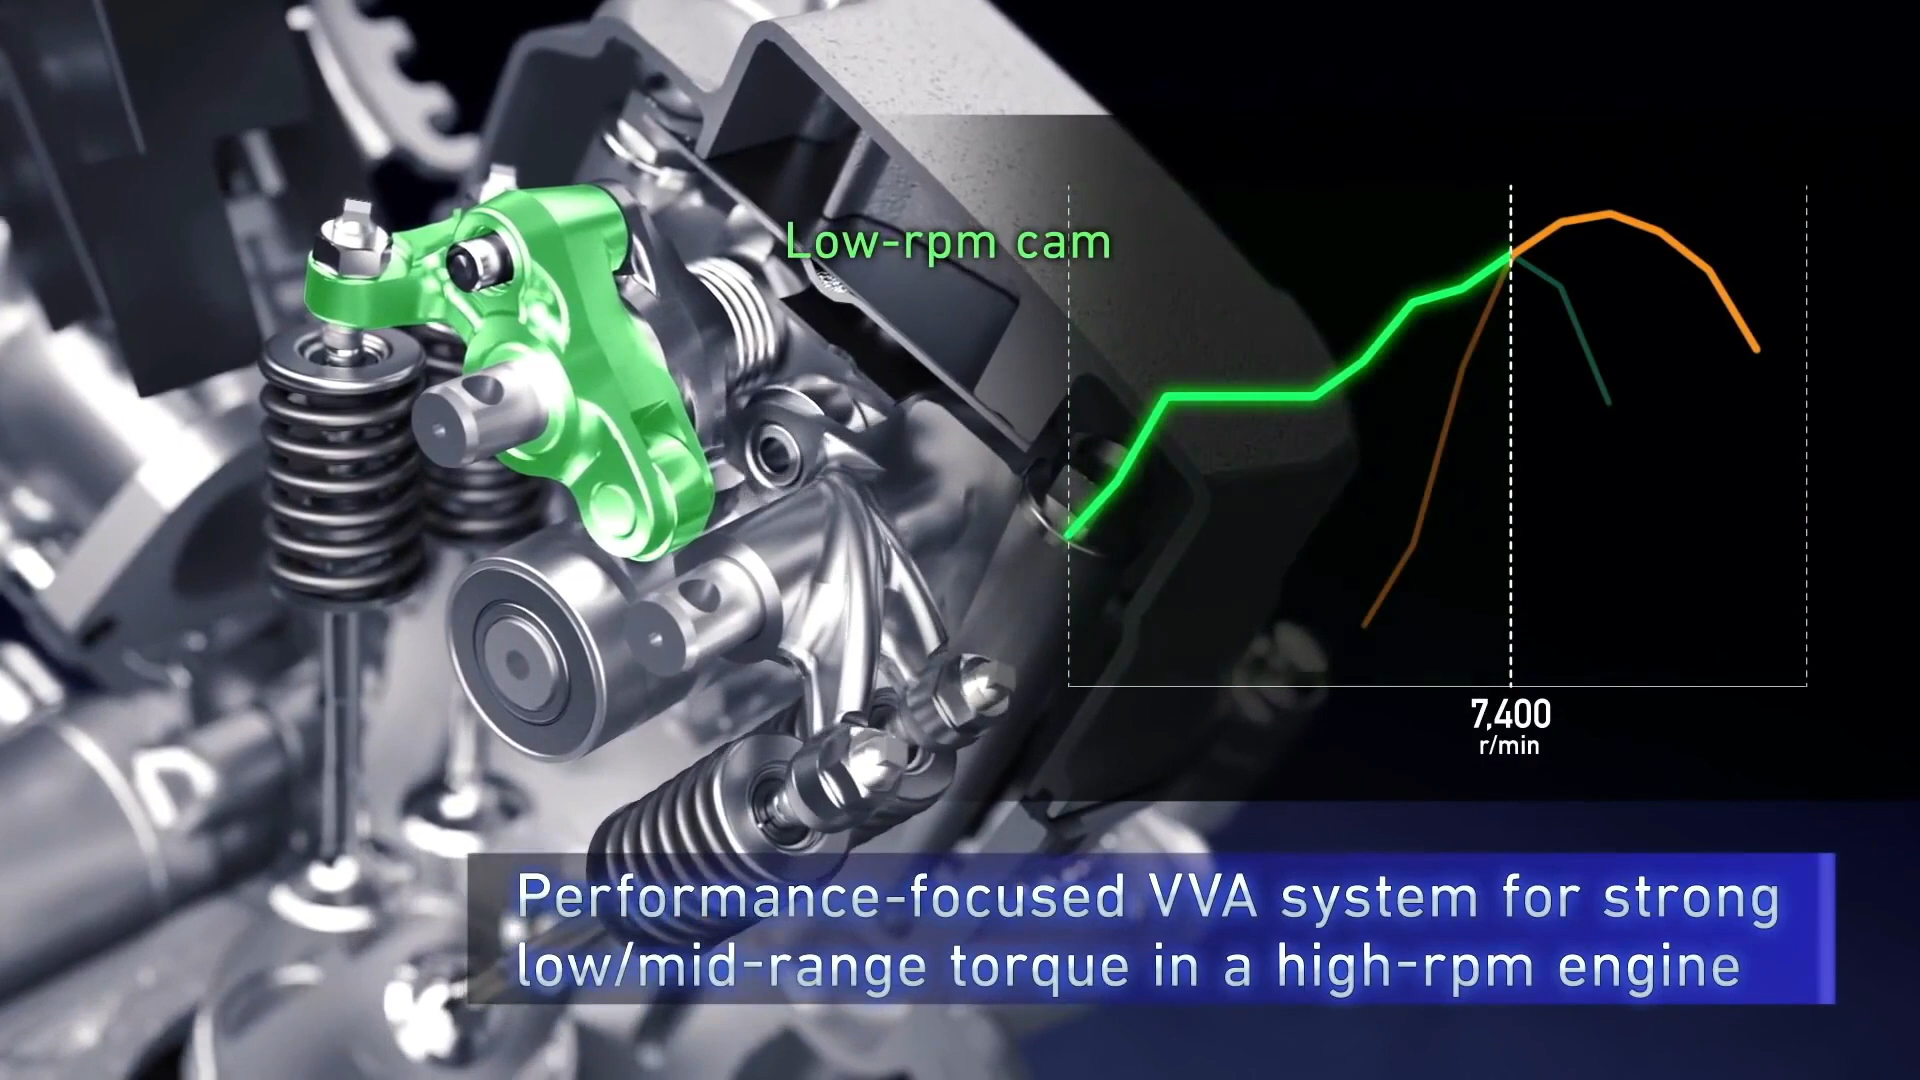 Low-rpm cam
7,400
r/min
Performance-focused VVA system for strong
low/mid-range torque in a high-rpm engine